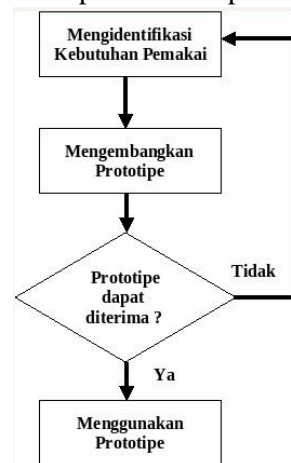 Mengidentifikasi
Kebutuhan Pemakai
Mengembangkan
Prototipe
Prototipe
dapat
diterima ?
Tidak
Ya
Menggunakan
Prototipe